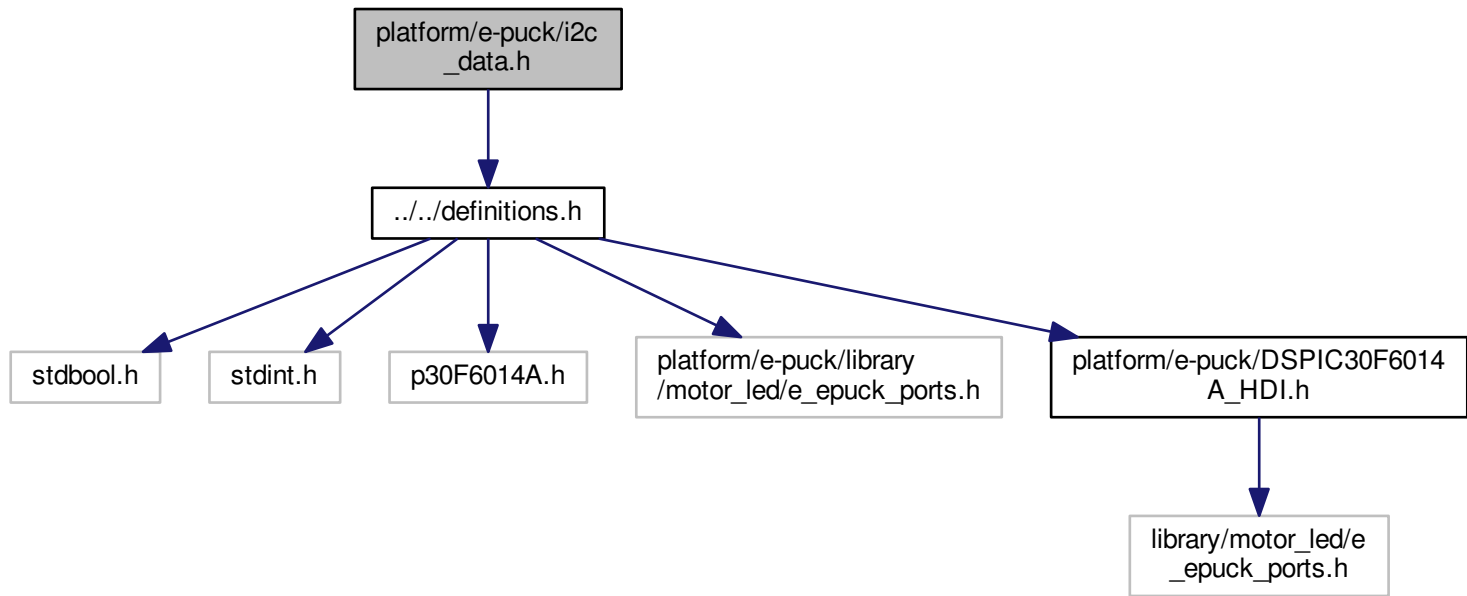 platform/e-puck/i2c
_data.h
../../definitions.h
stdbool.h
stdint.h
p30F6014A.h
platform/e-puck/library
/motor_led/e_epuck_ports.h
platform/e-puck/DSPIC30F6014
A_HDI.h
library/motor_led/e
_epuck_ports.h